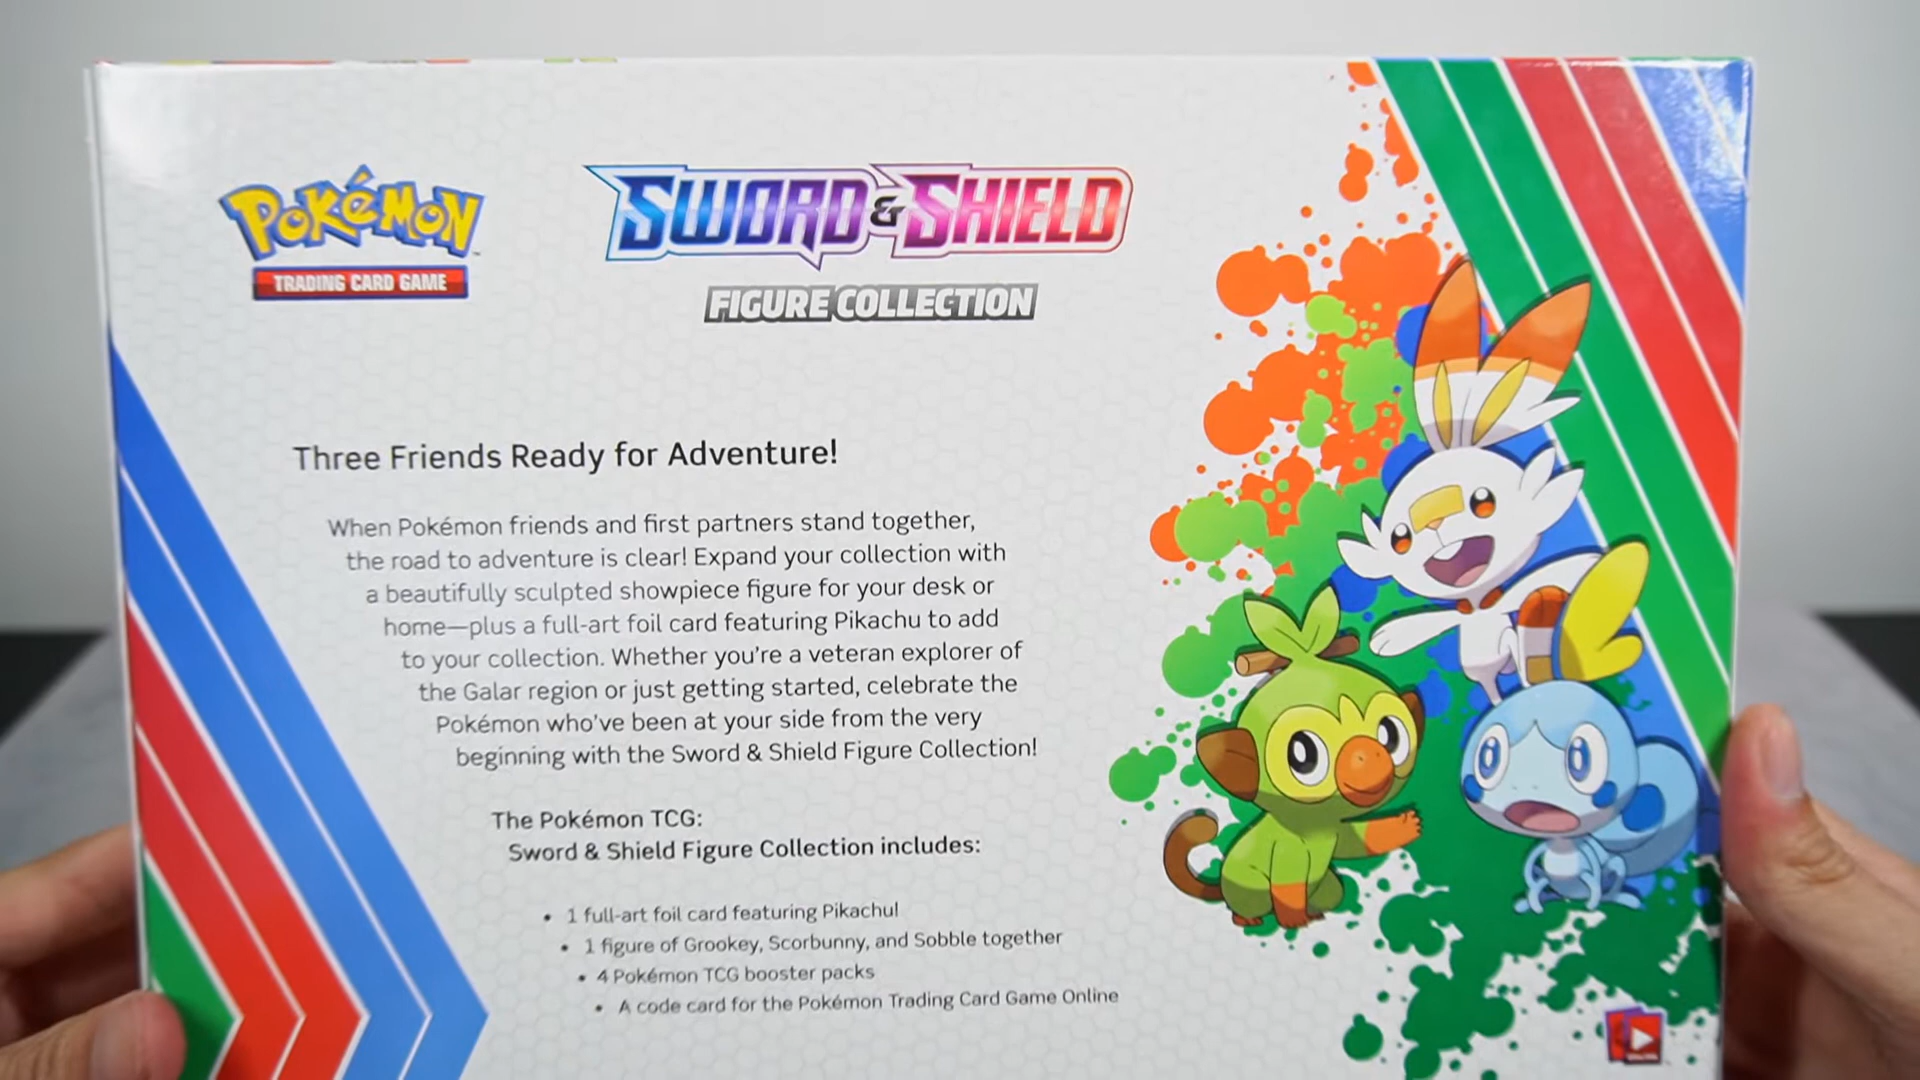 Pokémon
TRADING CARD GAME
SWORD & SHIELD
FIGURE COLLECTION
Three Friends Ready for Adventure!
When Pokémon friends and first partners stand together,
the road to adventure is clear! Expand your collection with
a beautifully sculpted showpiece figure for your desk or
home—plus a full-art foil card featuring Pikachu to add
to your collection. Whether you're a veteran explorer of
the Galar region or just getting started, celebrate the
Pokémon who've been at your side from the very
beginning with the Sword & Shield Figure Collection!
The Pokémon TCG:
Sword & Shield Figure Collection includes:
• 1 full-art foil card featuring Pikachu!
• 1 figure of Grookey, Scorbunny, and Sobble together
• 4 Pokémon TCG booster packs
• A code card for the Pokémon Trading Card Game Online